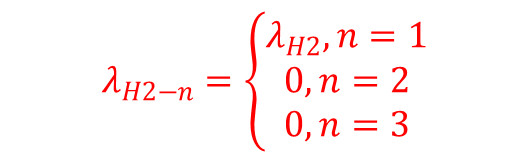 λ_{H2−n} = { λ_{H2}, n = 1
0, n = 2
0, n = 3